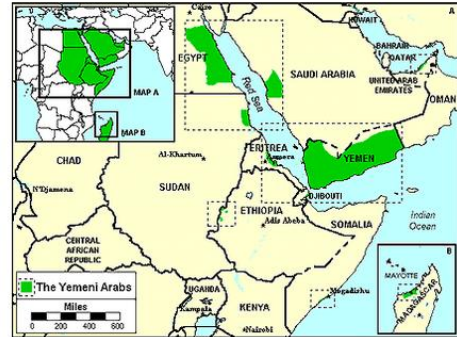 Cairo
KUWAIT
A
EGYPT
BAHRAIN
QATAR
SAUDI ARABIA
UNITED ARAB
EMIRATES
OMAN
MAP A
MAP B
Red Sea
ERITREA
Asmera
YEMEN
CHAD
Al-Khartum
N'Djamena
SUDAN
DJIBOUTI
ETHIOPIA
Adis Abeba
SOMALIA
Indian
Ocean
CENTRAL
AFRICAN
REPUBLIC
B
MAYOTTE
MADAGASCAR
The Yemeni Arabs
Miles
0 200 400 600
UGANDA
Kampala
KENYA
Nairobi
Mogadishu